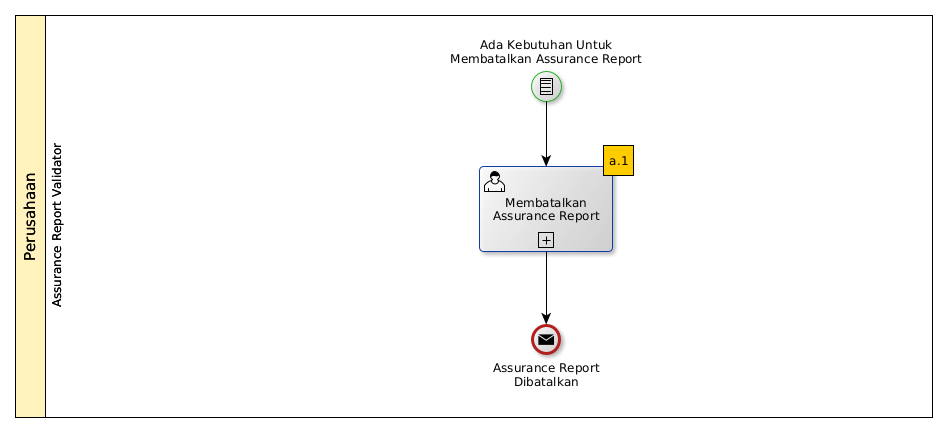 Perusahaan
Assurance Report Validator
Ada Kebutuhan Untuk
Membatalkan Assurance Report
a.1
Membatalkan
Assurance Report
Assurance Report
Dibatalkan